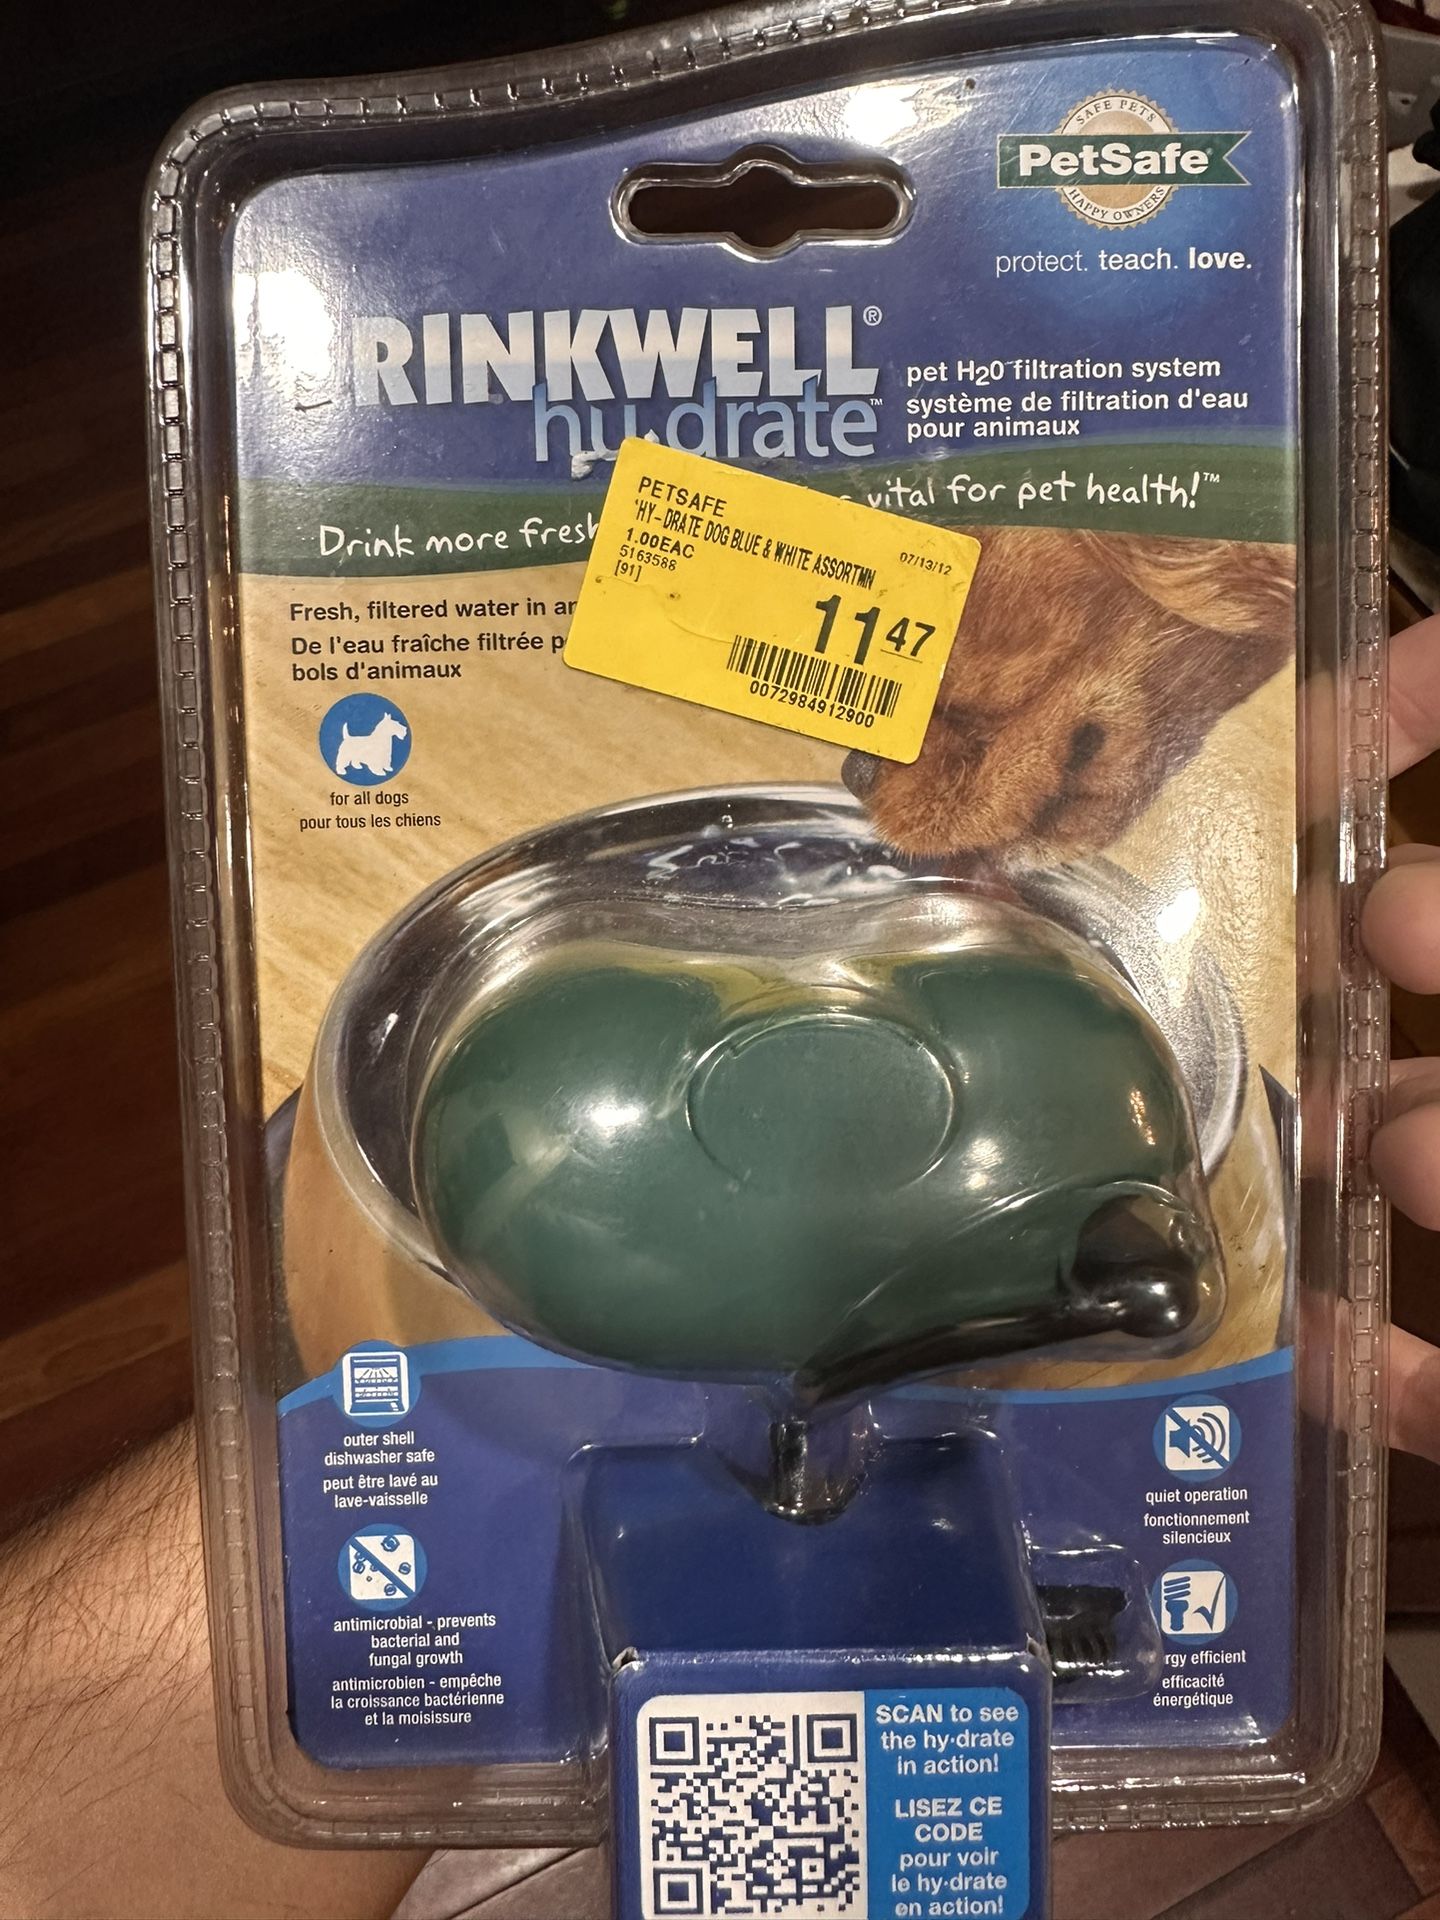 SAFE PETS
PetSafe®
HAPPY OWNERS
protect. teach. love.
RINKWELL®
hy·drate™
pet H2O filtration system
système de filtration d'eau
pour animaux
Drink more fresh
vital for pet health!™
PETSAFE
'HY-DRATE DOG BLUE & WHITE ASSORTMN
1.00EAC
07/13/12
5163588
[91]
11 47
0072984912900
Fresh, filtered water in
De l'eau fraîche filtrée
bols d'animaux
for all dogs
pour tous les chiens
outer shell
dishwasher safe
peut être lavé au
lave-vaisselle
antimicrobial - prevents
bacterial and
fungal growth
antimicrobien - empêche
la croissance bactérienne
et la moisissure
quiet operation
fonctionnement
silencieux
rgy efficient
efficacité
énergétique
SCAN to see
the hy·drate
in action!
LISEZ CE
CODE
pour voir
le hy·drate
en action!